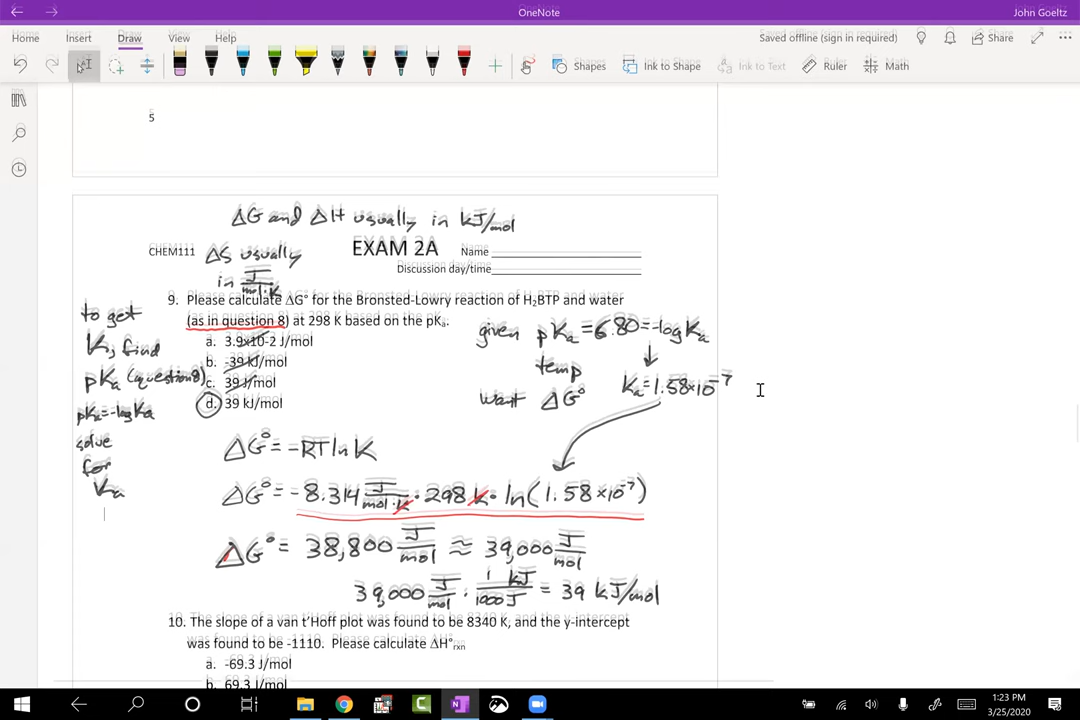 OneNote
John Goeltz
Home Insert Draw View Help
Saved offline (sign in required)
Share
Shapes
Ink to Shape
Ink to Text
Ruler
Math
5
ΔG and ΔH usually in kJ/mol
CHEM111
ΔS usually
in J/mol·K
EXAM 2A
Name
Discussion day/time
9. Please calculate ΔG° for the Bronsted-Lowry reaction of H₂BTP and water
(as in question 8) at 298 K based on the pKₐ.
a. 3.9x10-2 J/mol
b. -39 kJ/mol
c. 39 J/mol
d. 39 kJ/mol
to get
K, find
pKₐ (question 8)
pKₐ=-logKₐ
solve
for
Kₐ
given pKₐ=6.80=-logKₐ
temp
Kₐ=1.58×10⁻⁷
want ΔG°
ΔG°=-RTlnK
ΔG°= -8.314 J/mol·K · 298 K · ln(1.58×10⁻⁷)
ΔG°= 38,800 J/mol ≈ 39,000 J/mol
39,000 J/mol · 1 kJ/1000 J = 39 kJ/mol
10. The slope of a van t'Hoff plot was found to be 8340 K, and the y-intercept
was found to be -1110. Please calculate ΔH°rxn
a. -69.3 J/mol
b. 69.3 J/mol
1:23 PM
3/25/2020